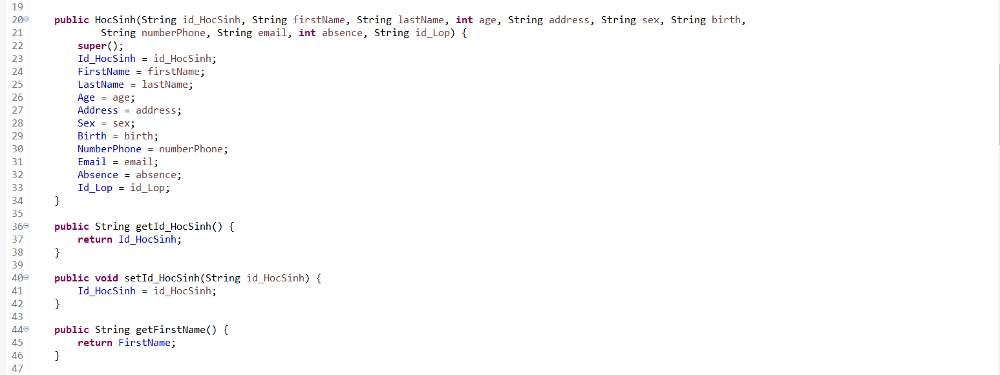 19
20 public HocSinh(String id_HocSinh, String firstName, String lastName, int age, String address, String sex, String birth,
21 String numberPhone, String email, int absence, String id_Lop) {
22 super();
23 Id_HocSinh = id_HocSinh;
24 FirstName = firstName;
25 LastName = lastName;
26 Age = age;
27 Address = address;
28 Sex = sex;
29 Birth = birth;
30 NumberPhone = numberPhone;
31 Email = email;
32 Absence = absence;
33 Id_Lop = id_Lop;
34 }
35
36 public String getId_HocSinh() {
37 return Id_HocSinh;
38 }
39
40 public void setId_HocSinh(String id_HocSinh) {
41 Id_HocSinh = id_HocSinh;
42 }
43
44 public String getFirstName() {
45 return FirstName;
46 }
47